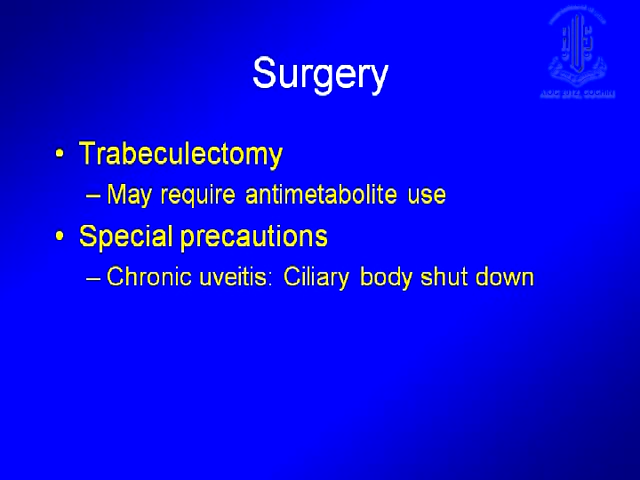 Surgery
• Trabeculectomy
– May require antimetabolite use
• Special precautions
– Chronic uveitis: Ciliary body shut down